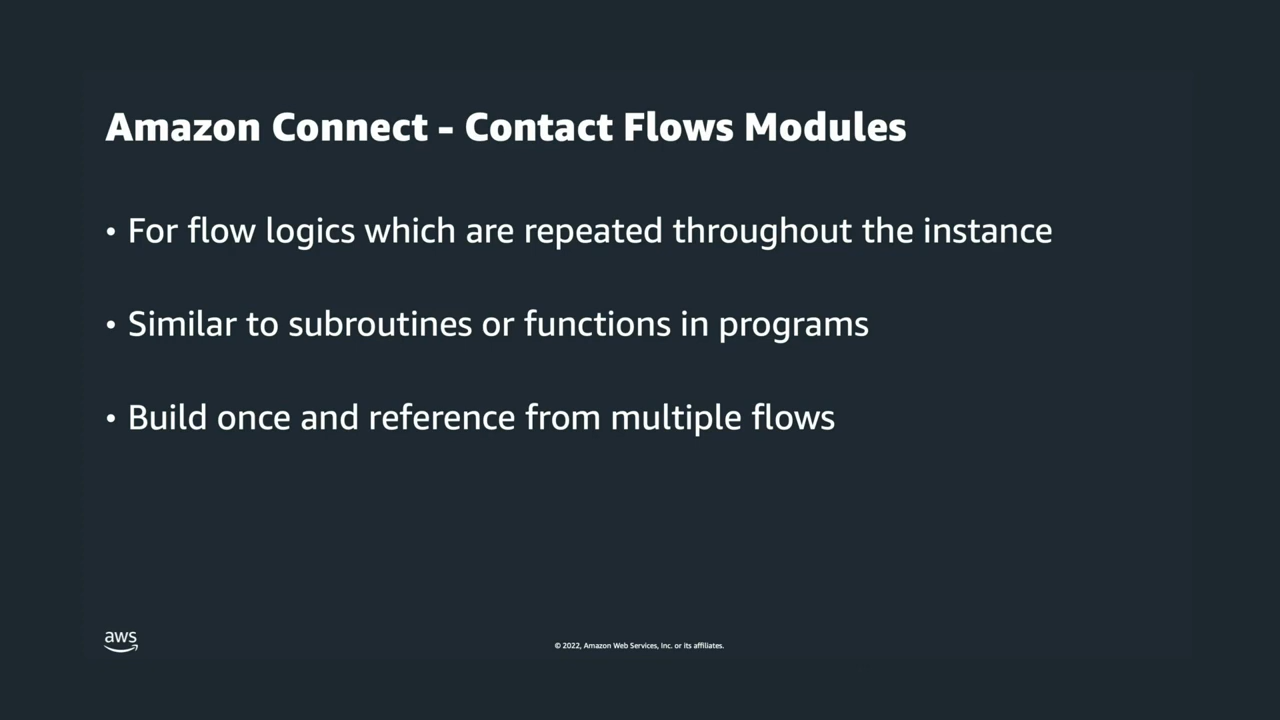 Amazon Connect - Contact Flows Modules
• For flow logics which are repeated throughout the instance
• Similar to subroutines or functions in programs
• Build once and reference from multiple flows
aws
© 2022, Amazon Web Services, Inc. or its affiliates.